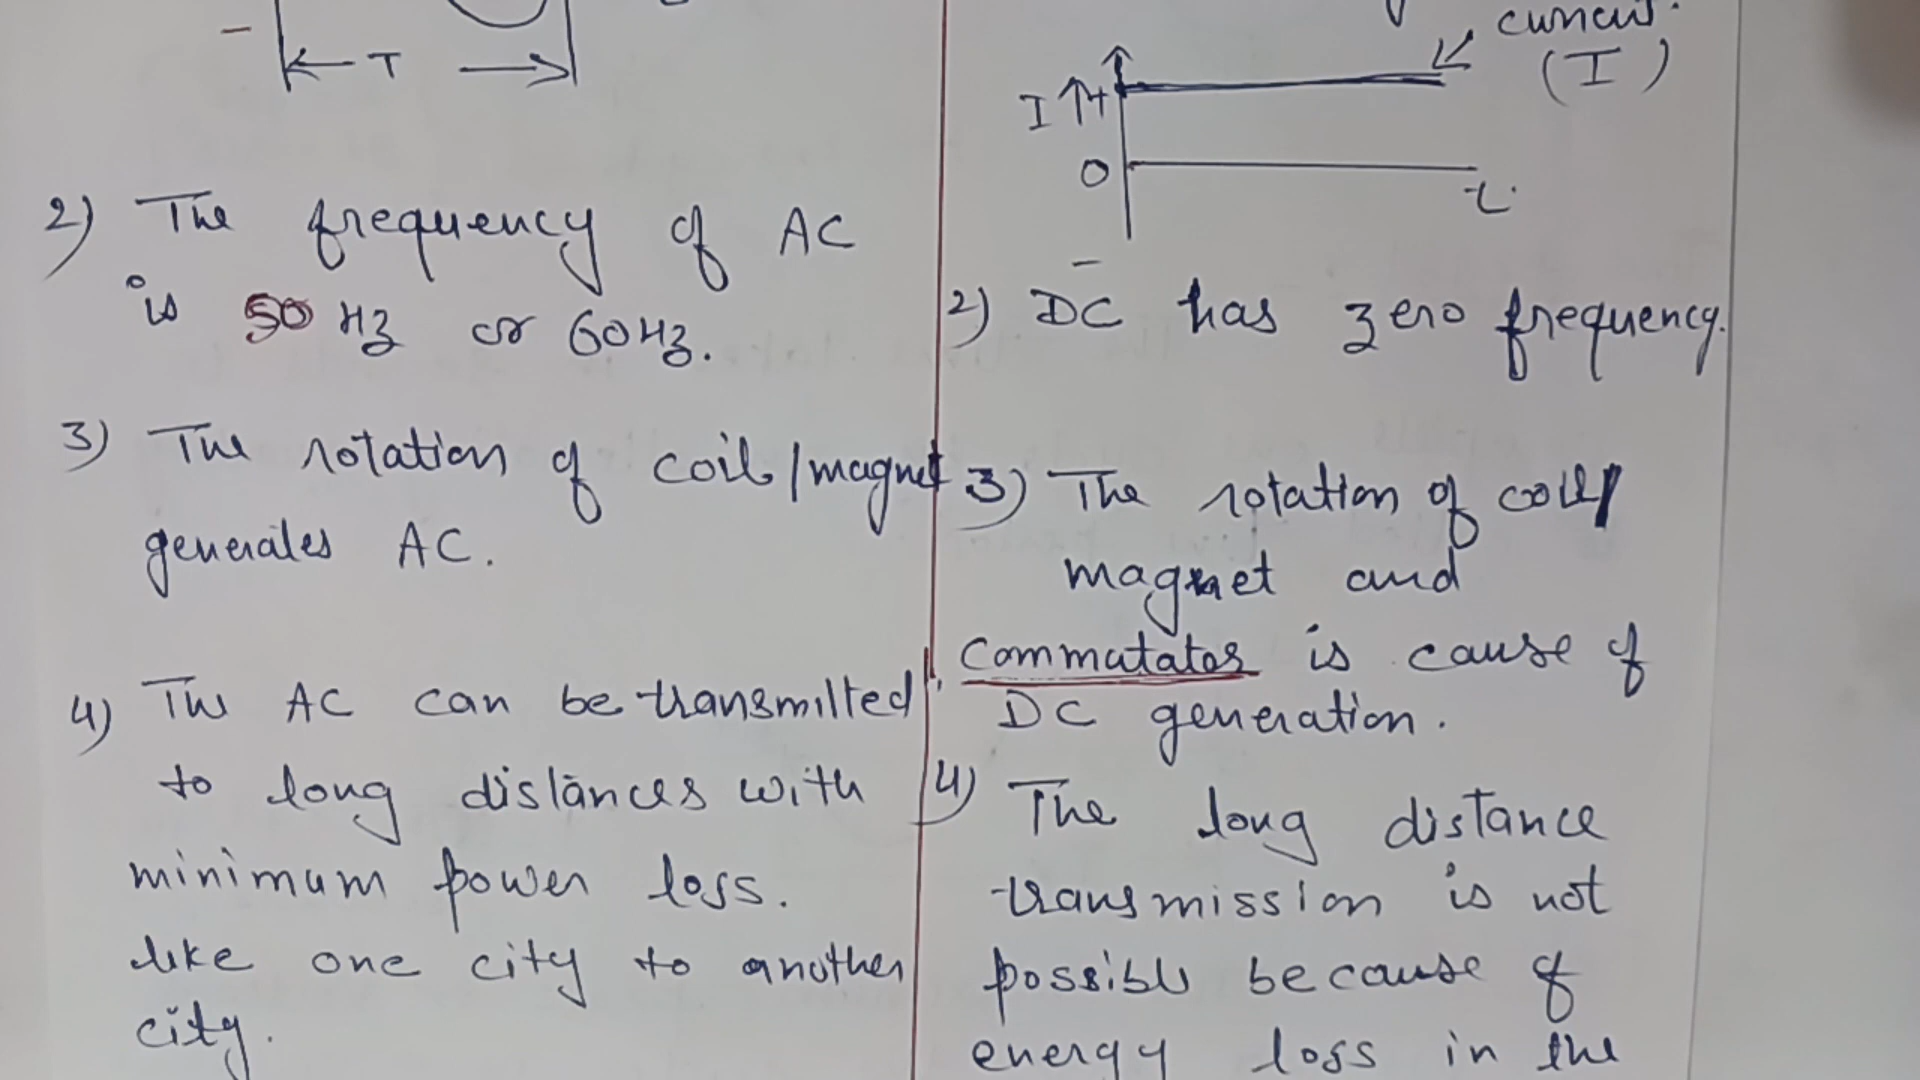 T
2) The frequency of AC
is 50 Hz or 60Hz.
3) The rotation of coil/magnet
generates AC.
4) The AC can be transmitted
to long distances with
minimum power loss.
like one city to another
city.
current.
(I)
I ↑ +
0
t
-
2) DC has zero frequency.
3) The rotation of coil/
magnet and
commutator is cause of
DC generation.
4) The long distance
transmission is not
possible because of
energy loss in the